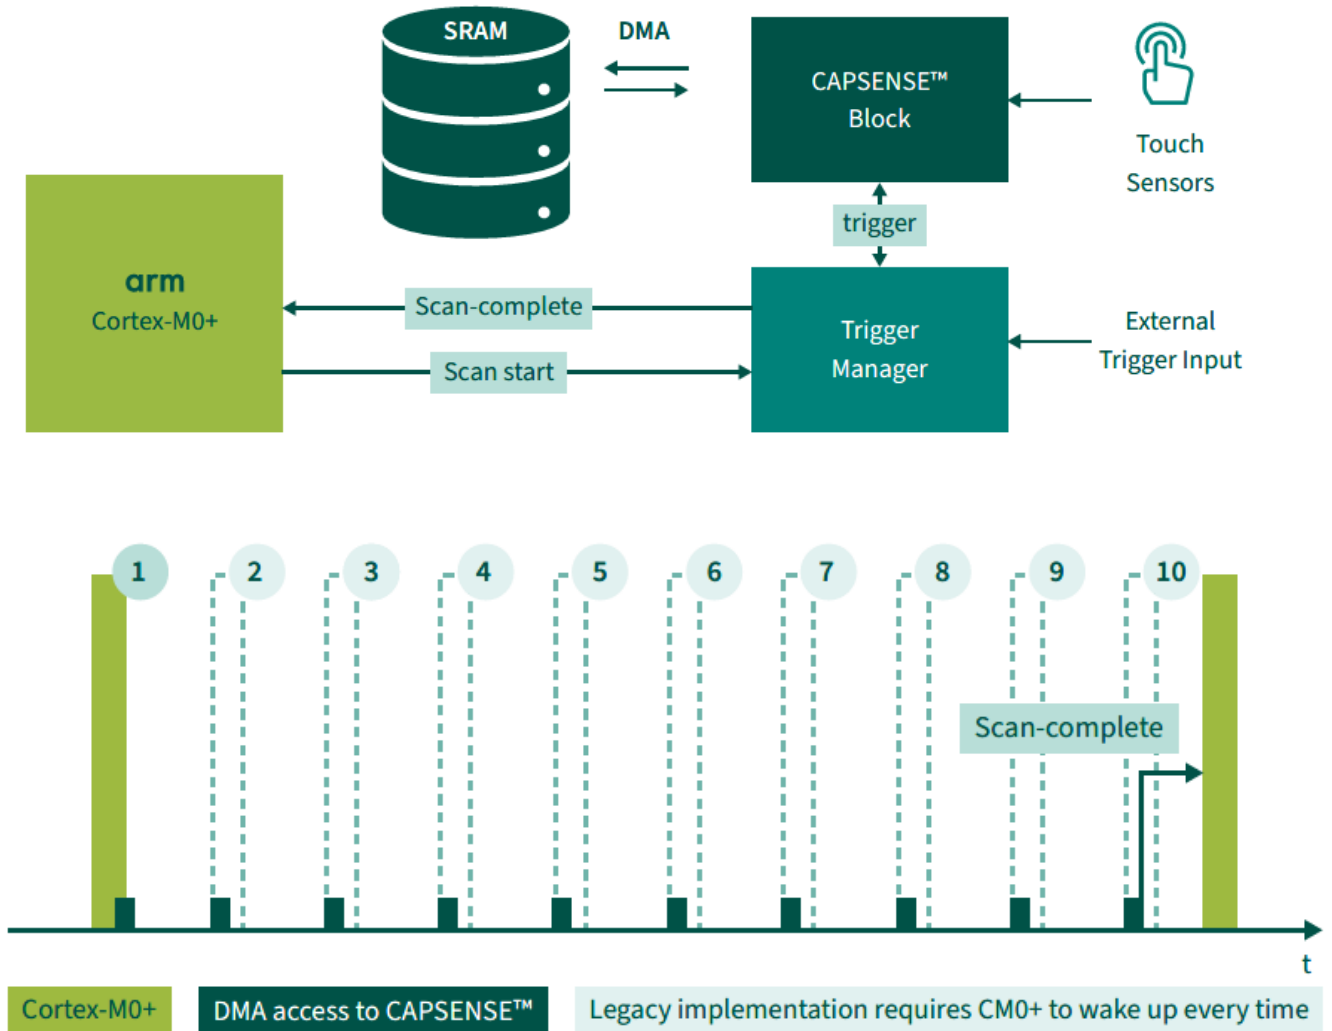 SRAM
DMA
CAPSENSE™
Block
Touch
Sensors
trigger
arm
Cortex-M0+
Scan-complete
Scan start
Trigger
Manager
External
Trigger Input
1
2
3
4
5
6
7
8
9
10
Scan-complete
t
Cortex-M0+
DMA access to CAPSENSE™
Legacy implementation requires CM0+ to wake up every time